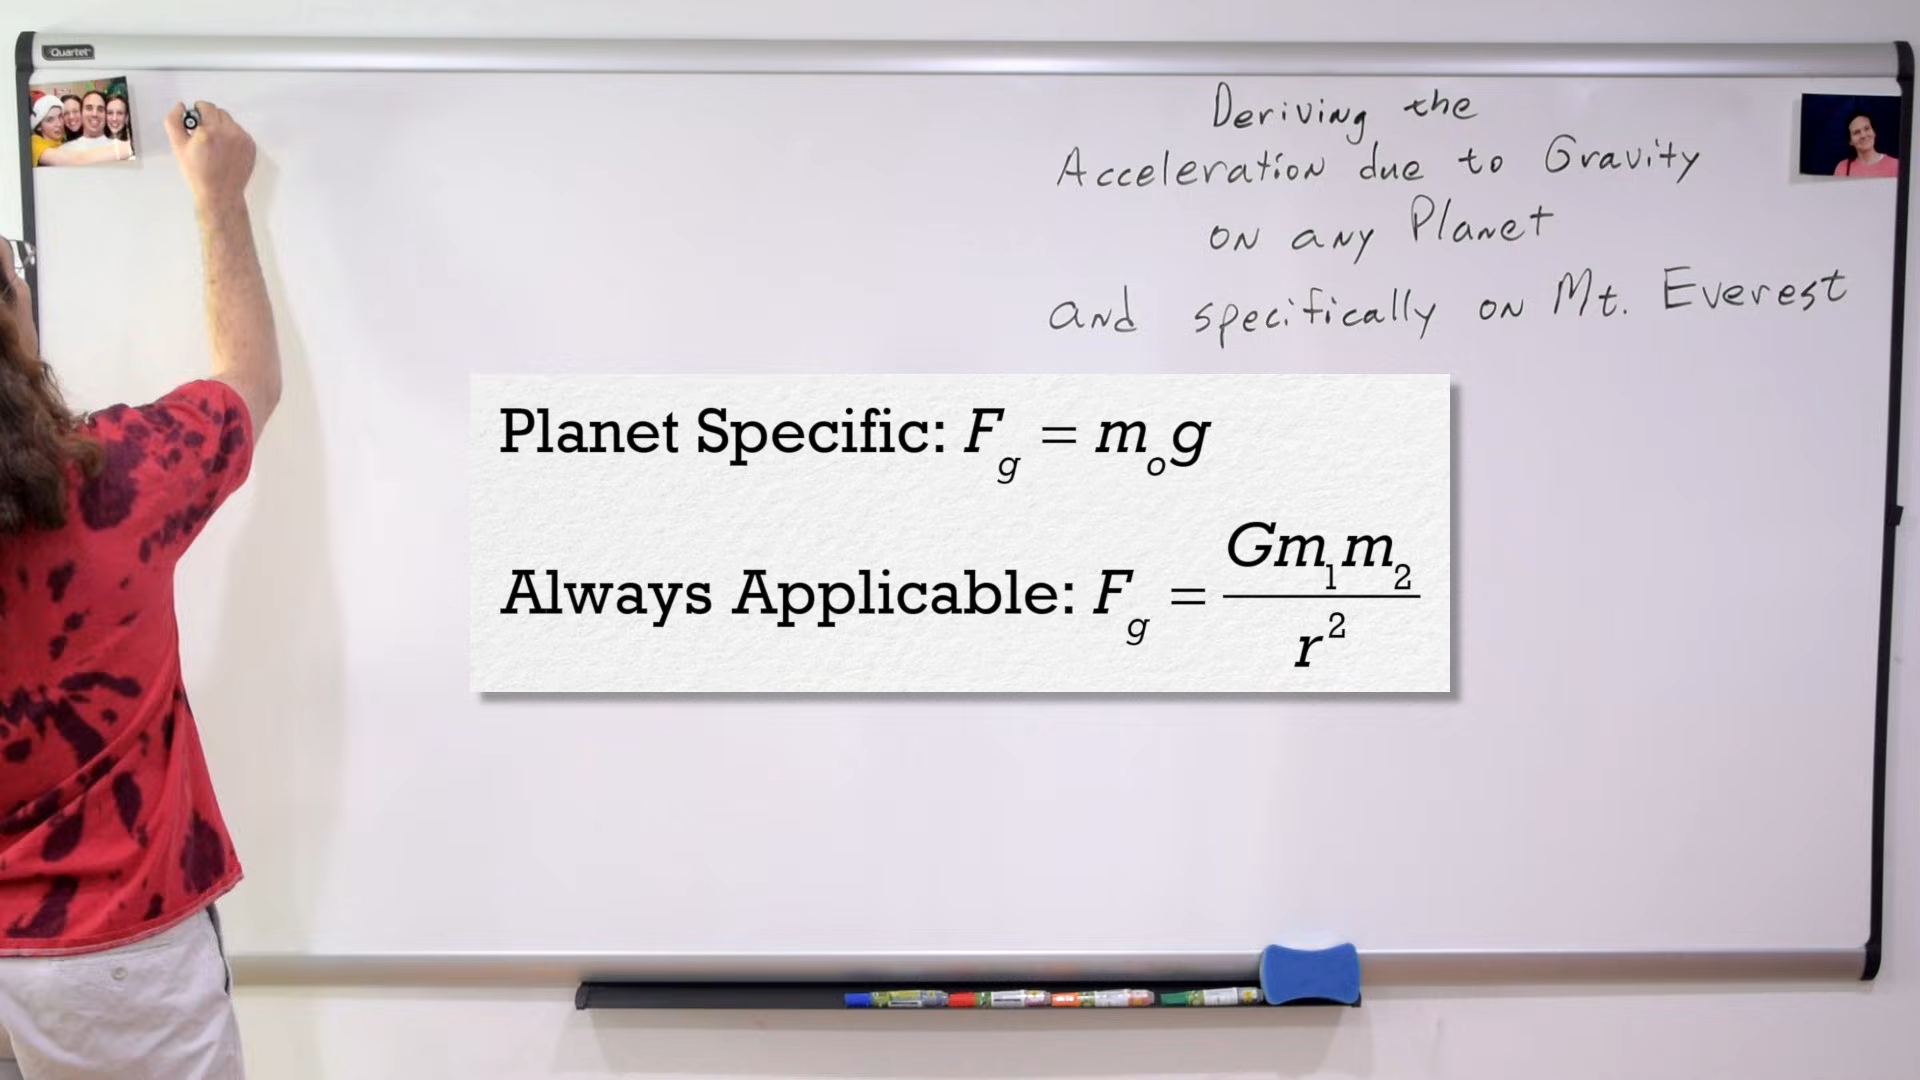 Quartet
Deriving the
Acceleration due to Gravity
on any Planet
and specifically on Mt. Everest
Planet Specific: F_g = m_o g
Always Applicable: F_g = \frac{Gm_1m_2}{r^2}